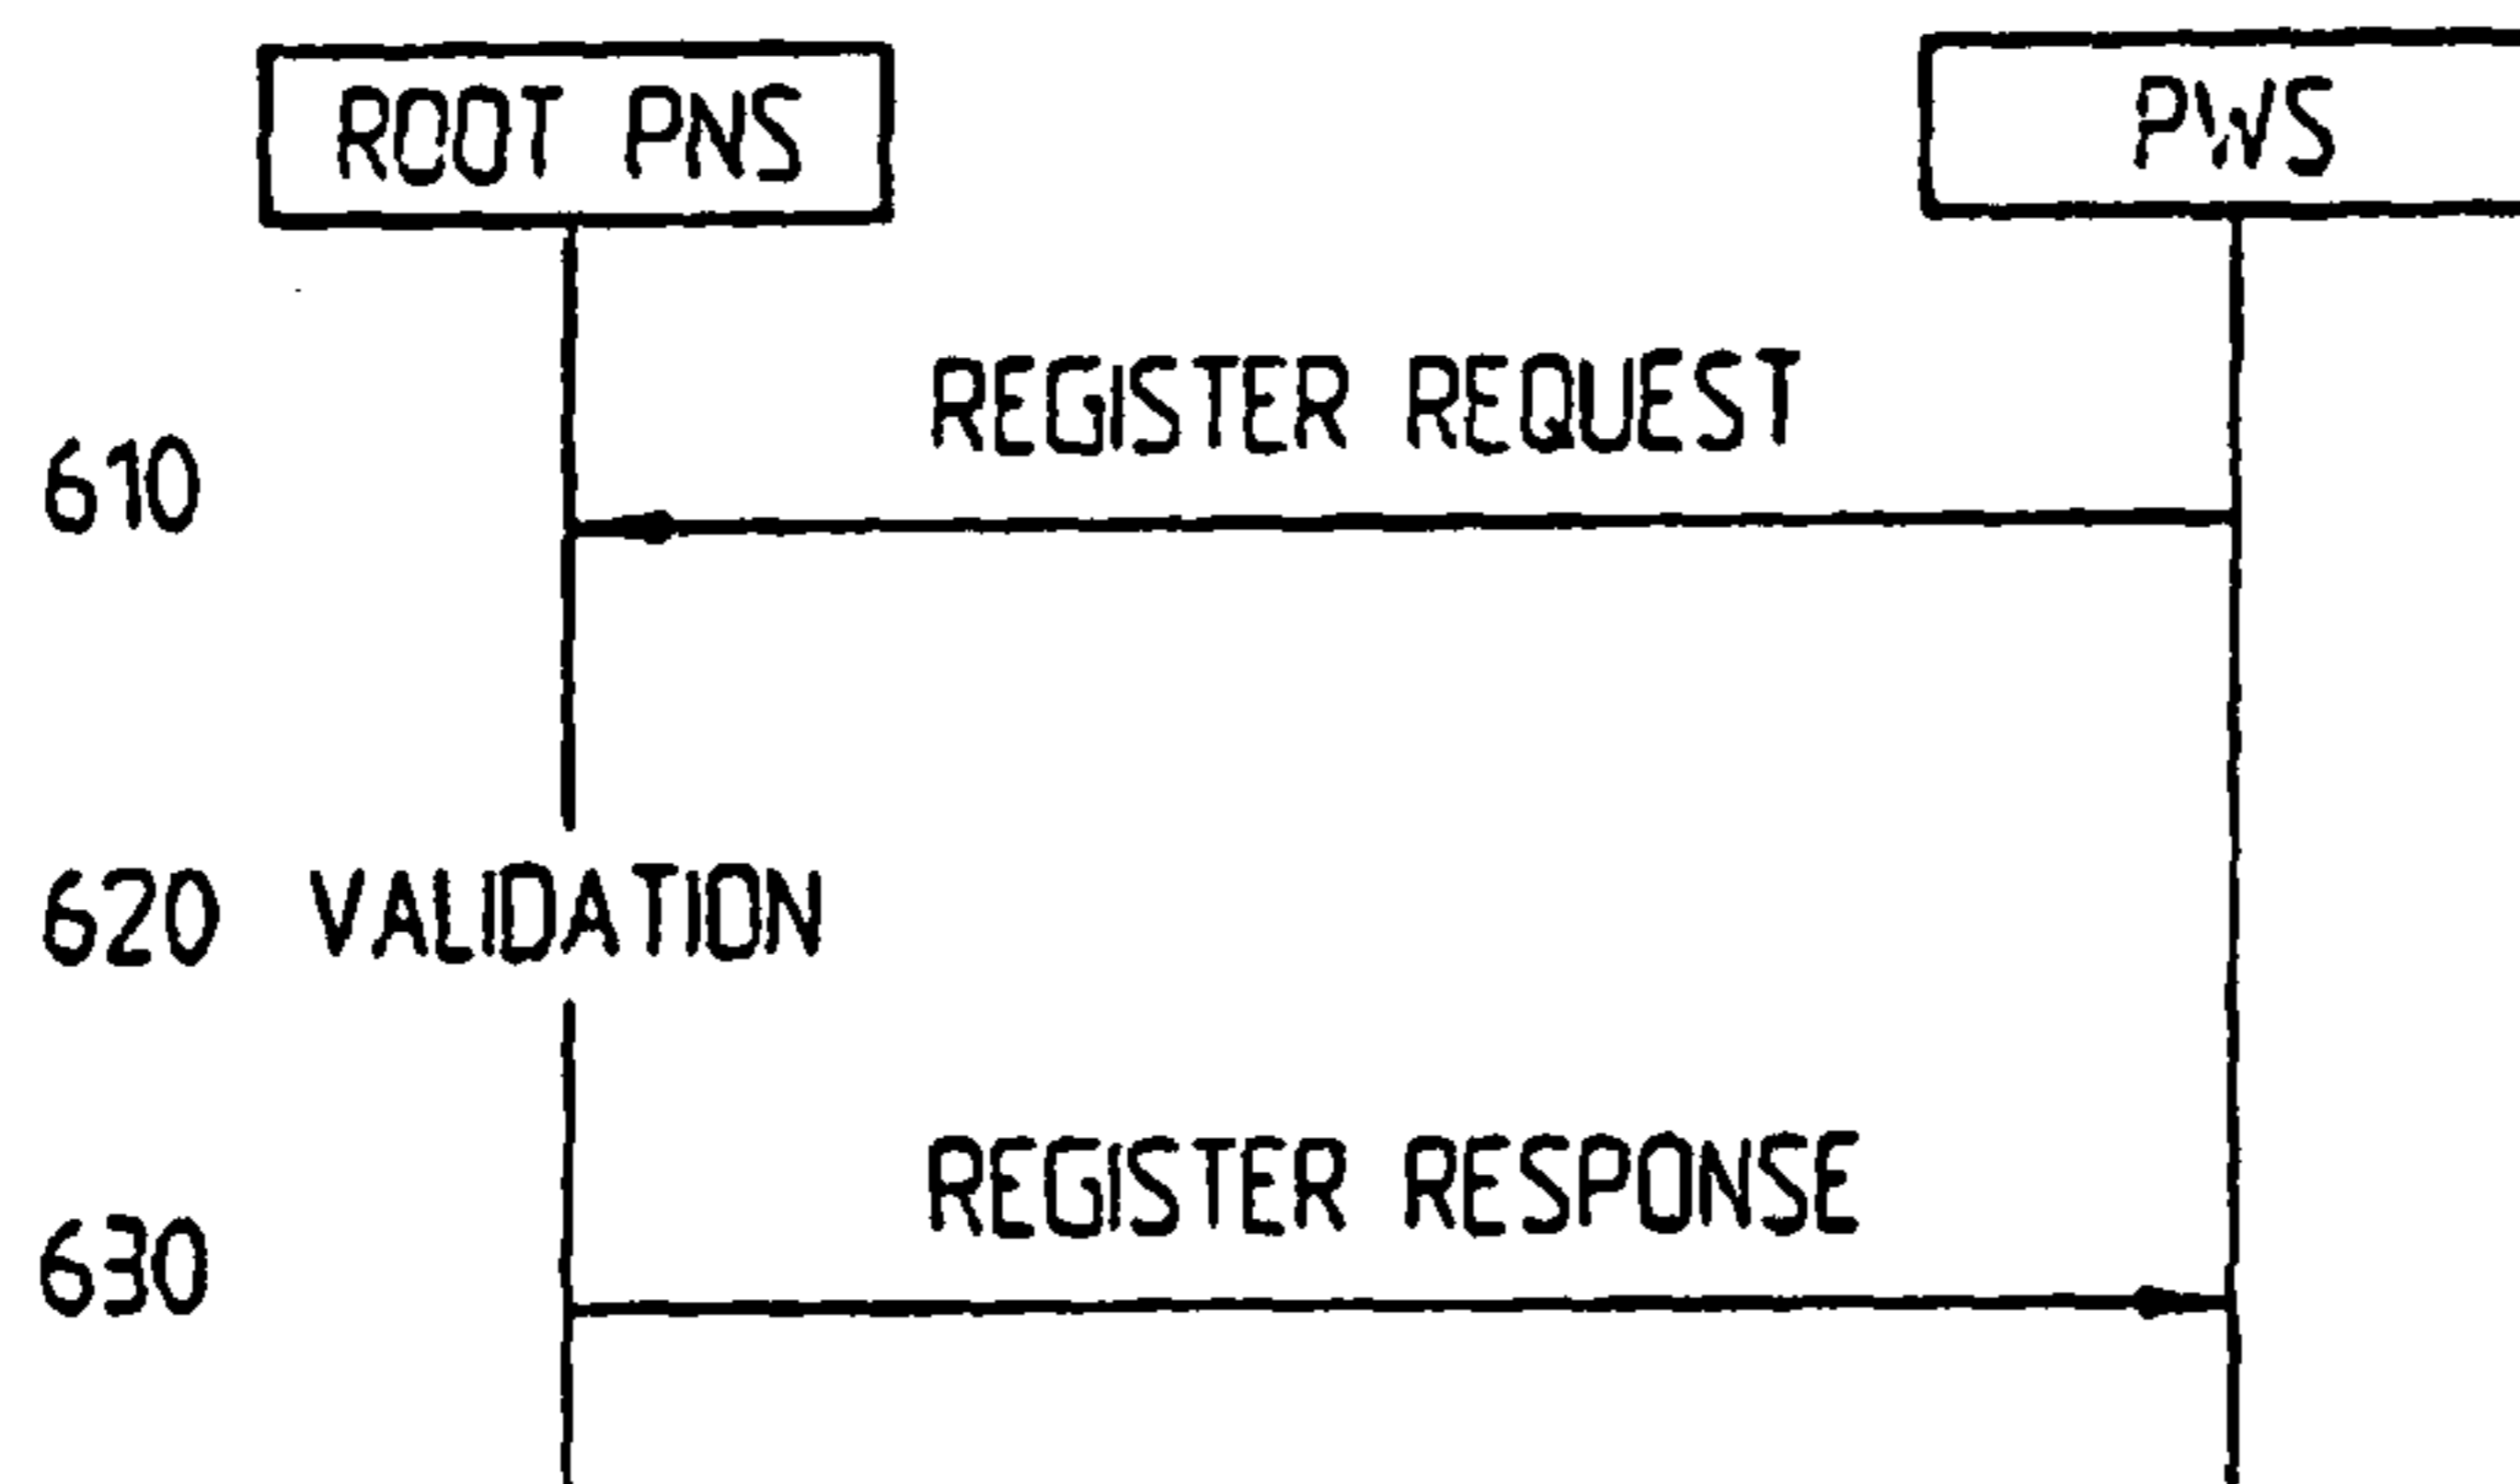 ROOT PNS PWS
REGISTER REQUEST
610
620 VALIDATION
REGISTER RESPONSE
630